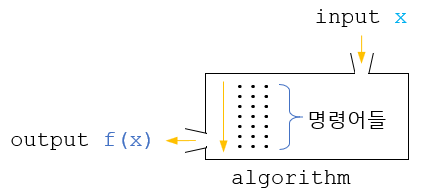 input x
명령어들
output f(x)
algorithm